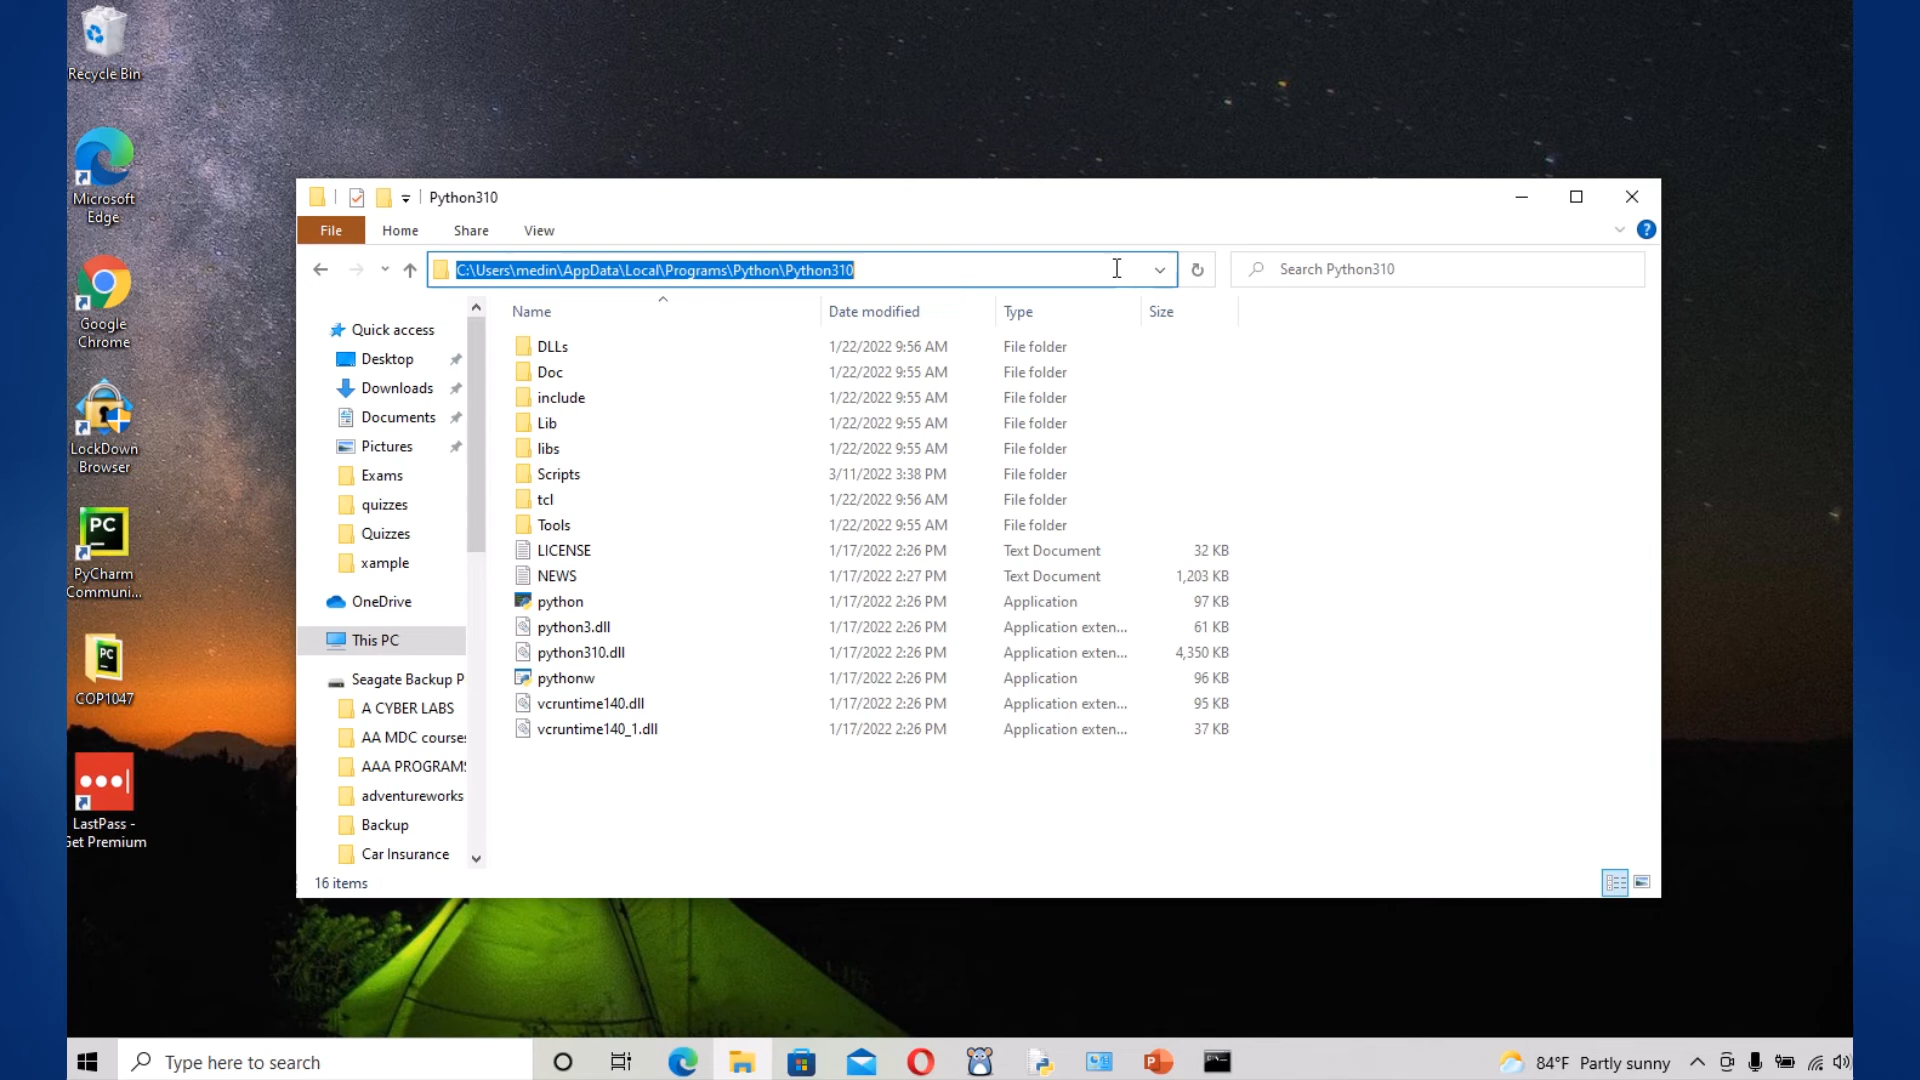 Recycle Bin
Microsoft
Edge
Google
Chrome
LockDown
Browser
PC
PyCharm
Communi...
PC
COP1047
LastPass -
Get Premium
Python310
File Home Share View
?
C:\Users\medin\AppData\Local\Programs\Python\Python310
Search Python310
Quick access
Desktop
Downloads
Documents
Pictures
Exams
quizzes
Quizzes
xample
OneDrive
This PC
Seagate Backup P
A CYBER LABS
AA MDC courses
AAA PROGRAMS
adventureworks
Backup
Car Insurance
Name Date modified Type Size
DLLs 1/22/2022 9:56 AM File folder
Doc 1/22/2022 9:55 AM File folder
include 1/22/2022 9:55 AM File folder
Lib 1/22/2022 9:55 AM File folder
libs 1/22/2022 9:55 AM File folder
Scripts 3/11/2022 3:38 PM File folder
tcl 1/22/2022 9:56 AM File folder
Tools 1/22/2022 9:55 AM File folder
LICENSE 1/17/2022 2:26 PM Text Document 32 KB
NEWS 1/17/2022 2:27 PM Text Document 1,203 KB
python 1/17/2022 2:26 PM Application 97 KB
python3.dll 1/17/2022 2:26 PM Application exten... 61 KB
python310.dll 1/17/2022 2:26 PM Application exten... 4,350 KB
pythonw 1/17/2022 2:26 PM Application 96 KB
vcruntime140.dll 1/17/2022 2:26 PM Application exten... 95 KB
vcruntime140_1.dll 1/17/2022 2:26 PM Application exten... 37 KB
16 items
Type here to search
84°F Partly sunny